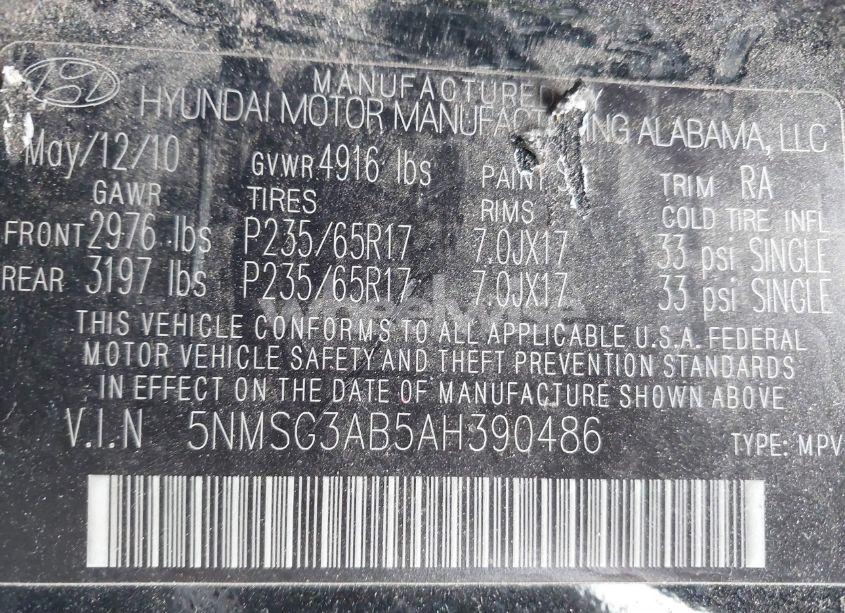 MANUFACTURED BY
HYUNDAI MOTOR MANUFACTURING ALABAMA, LLC
May/12/10 GVWR 4916 lbs PAINT TRIM RA
GAWR TIRES RIMS COLD TIRE INFL
FRONT 2976 lbs P235/65R17 7.0JX17 33 psi SINGLE
REAR 3197 lbs P235/65R17 7.0JX17 33 psi SINGLE
THIS VEHICLE CONFORMS TO ALL APPLICABLE U.S.A. FEDERAL
MOTOR VEHICLE SAFETY AND THEFT PREVENTION STANDARDS
IN EFFECT ON THE DATE OF MANUFACTURE SHOWN ABOVE
V.I.N 5NMSG3AB5AH390486 TYPE: MPV